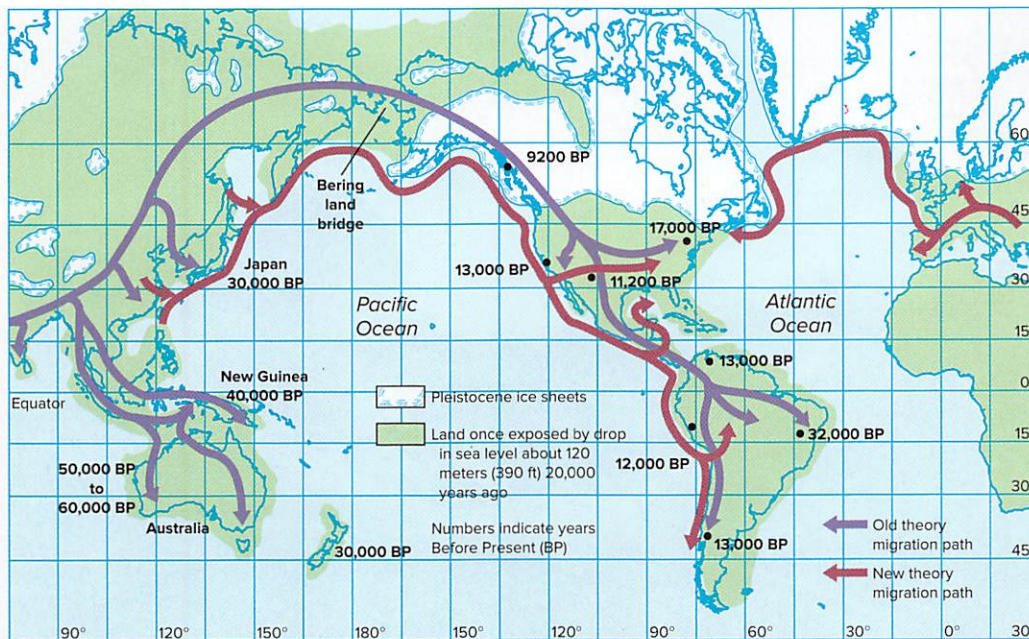 9200 BP
60
Bering
land
bridge
45
17,000 BP
Japan
30,000 BP
13,000 BP
11,200 BP
30
Pacific
Ocean
Atlantic
Ocean
15
13,000 BP
New Guinea
40,000 BP
Pleistocene ice sheets
0
Equator
Land once exposed by drop
in sea level about 120
meters (390 ft) 20,000
years ago
32,000 BP
15
50,000 BP
to
60,000 BP
12,000 BP
30
Australia
Numbers indicate years
Before Present (BP)
30,000 BP
13,000 BP
Old theory
migration path
45
New theory
migration path
90° 120° 150° 180° 150° 120° 90° 60° 30° 0 30